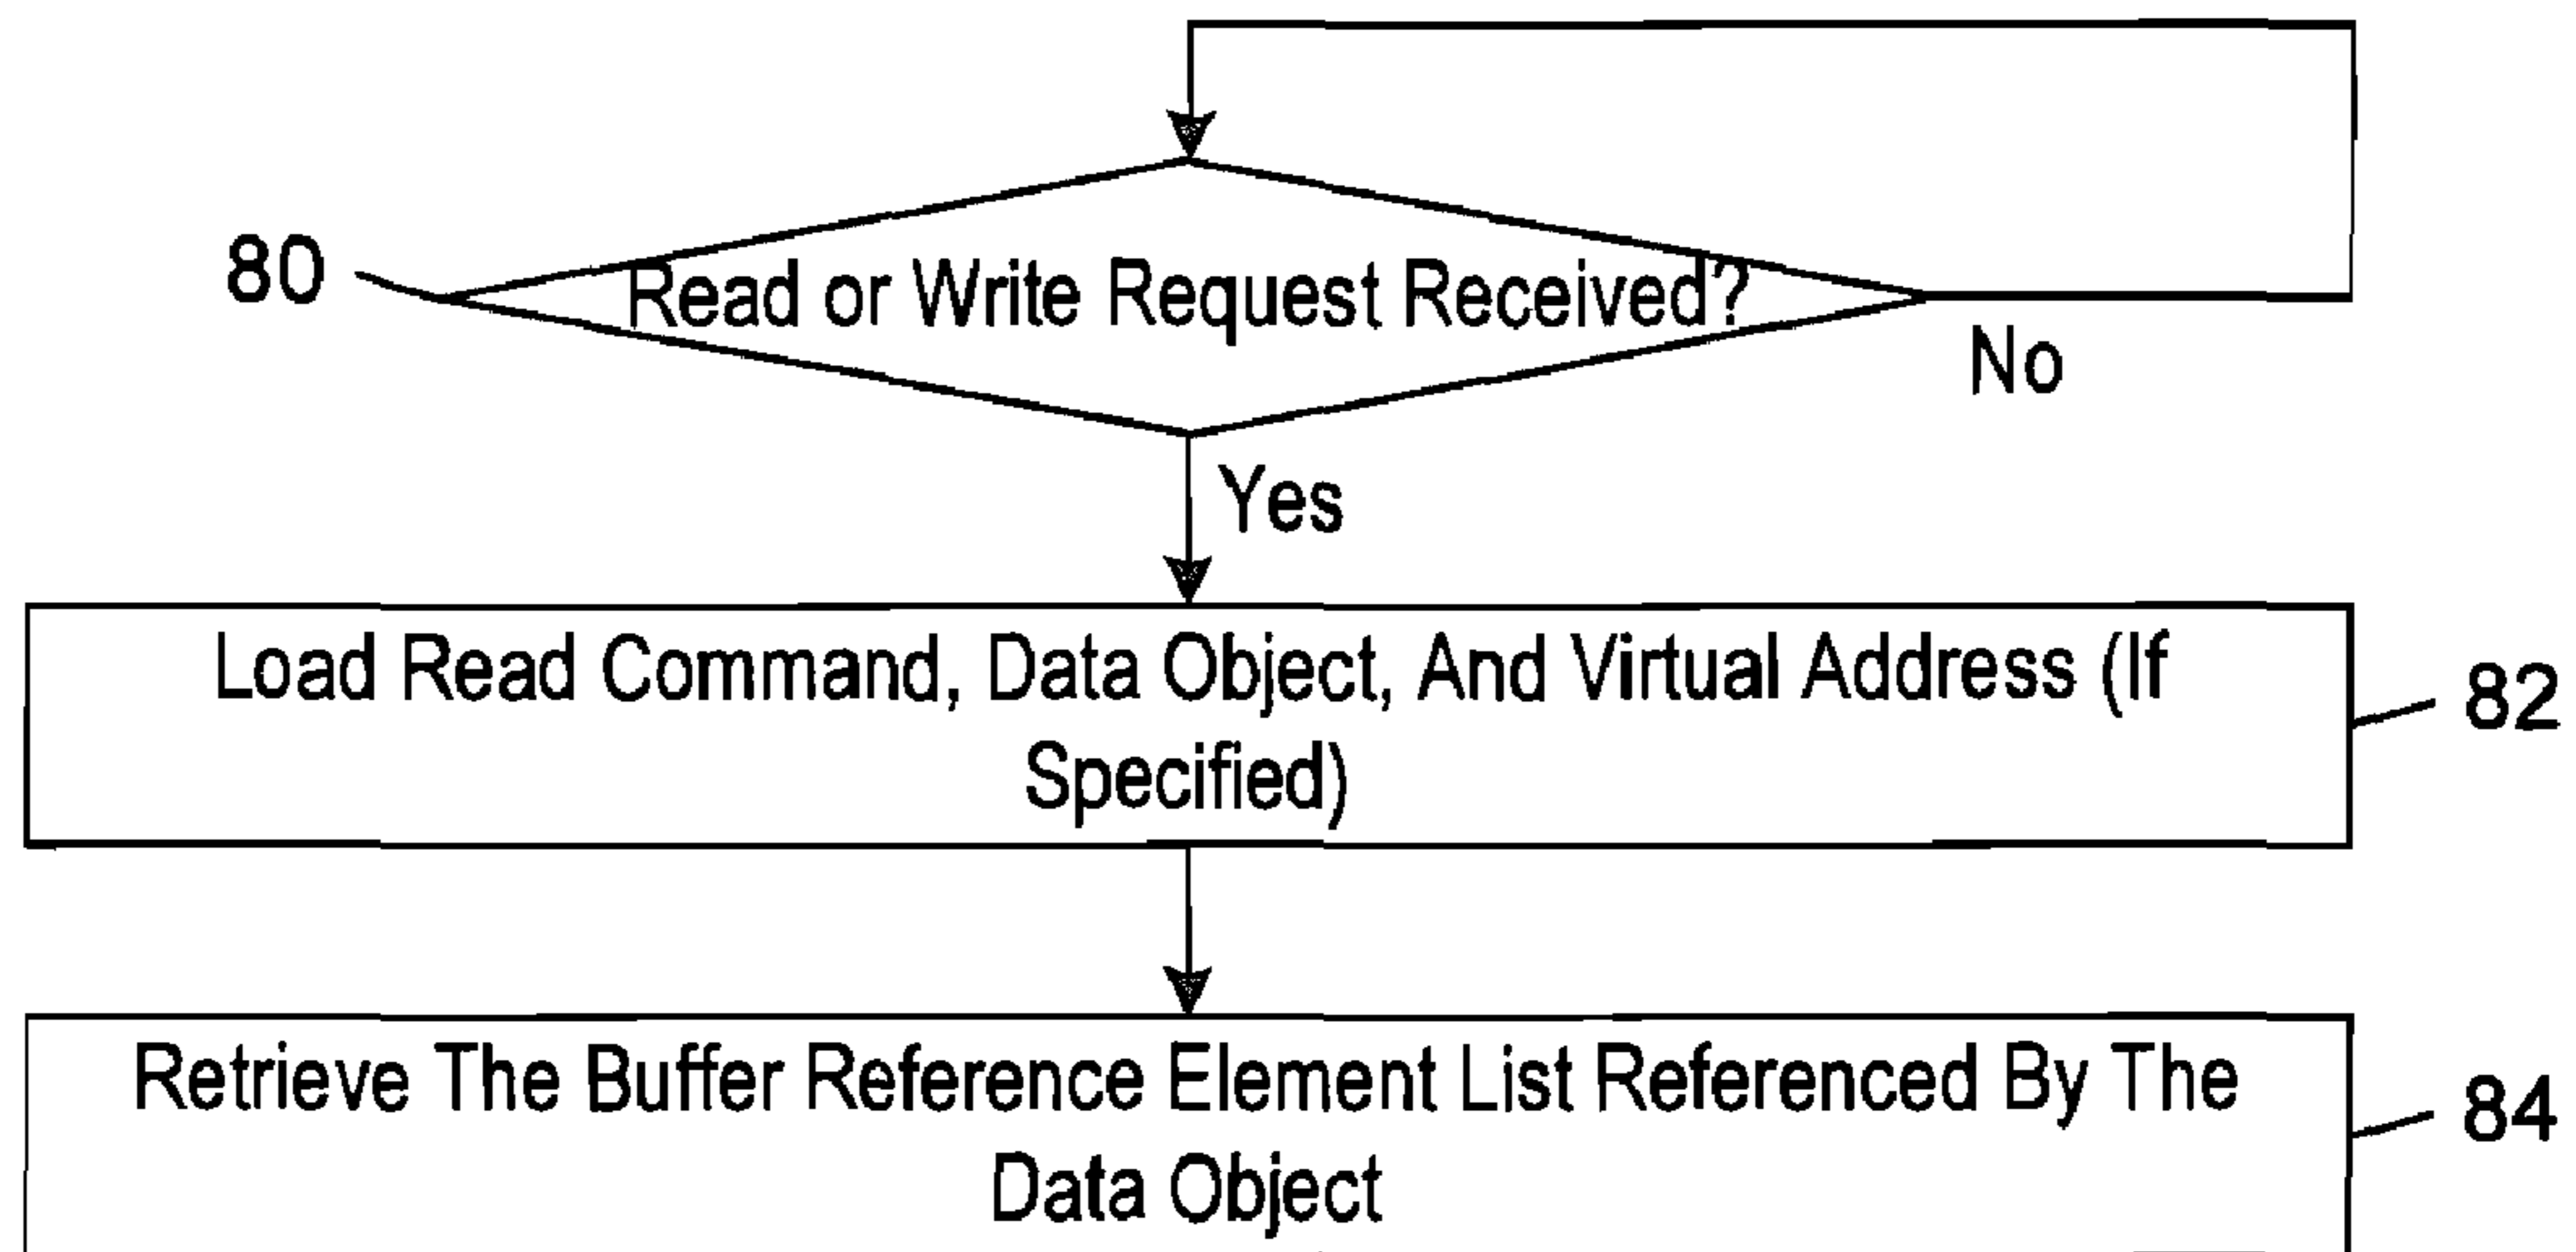 80
Read or Write Request Received?
No
Yes
Load Read Command, Data Object, And Virtual Address (If
Specified)
82
Retrieve The Buffer Reference Element List Referenced By The
Data Object
84